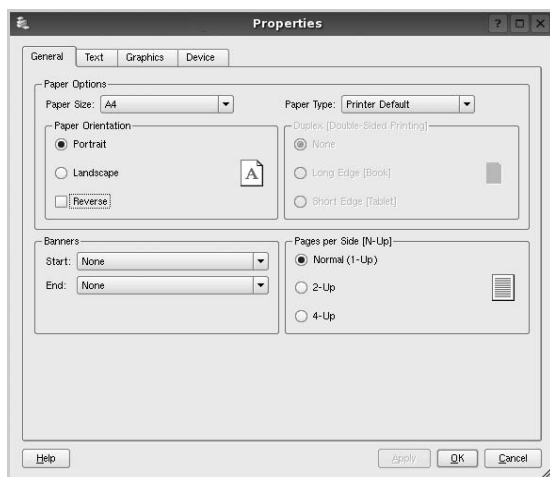 Properties
General Text Graphics Device
Paper Options
Paper Size: A4
Paper Type: Printer Default
Paper Orientation
Portrait
Landscape
Reverse
A
Duplex [Double-Sided Printing]
None
Long Edge [Book]
Short Edge [Tablet]
Banners
Start: None
End: None
Pages per Side [N-Up]
Normal (1-Up)
2-Up
4-Up
Help Apply OK Cancel